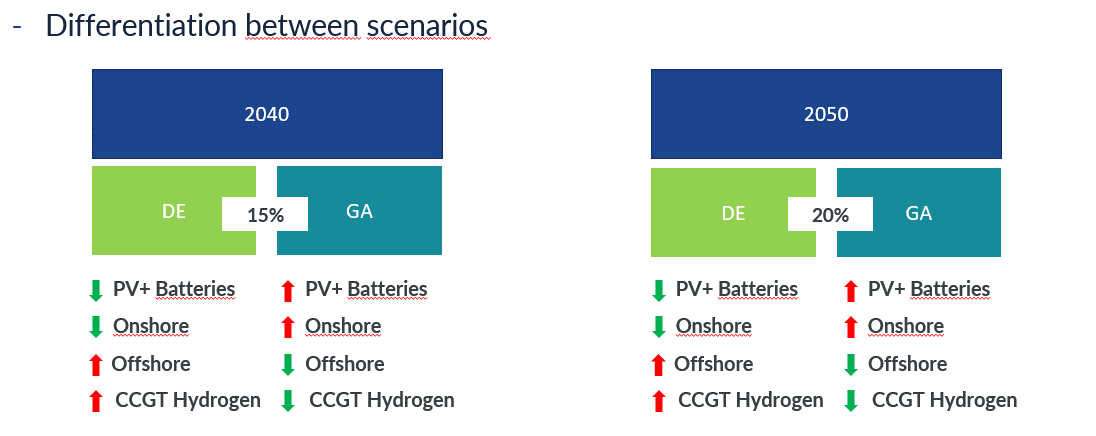 - Differentiation between scenarios
2040
2050
DE
15%
GA
DE
20%
GA
PV+ Batteries
PV+ Batteries
PV+ Batteries
PV+ Batteries
Onshore
Onshore
Onshore
Onshore
Offshore
Offshore
Offshore
Offshore
CCGT Hydrogen
CCGT Hydrogen
CCGT Hydrogen
CCGT Hydrogen